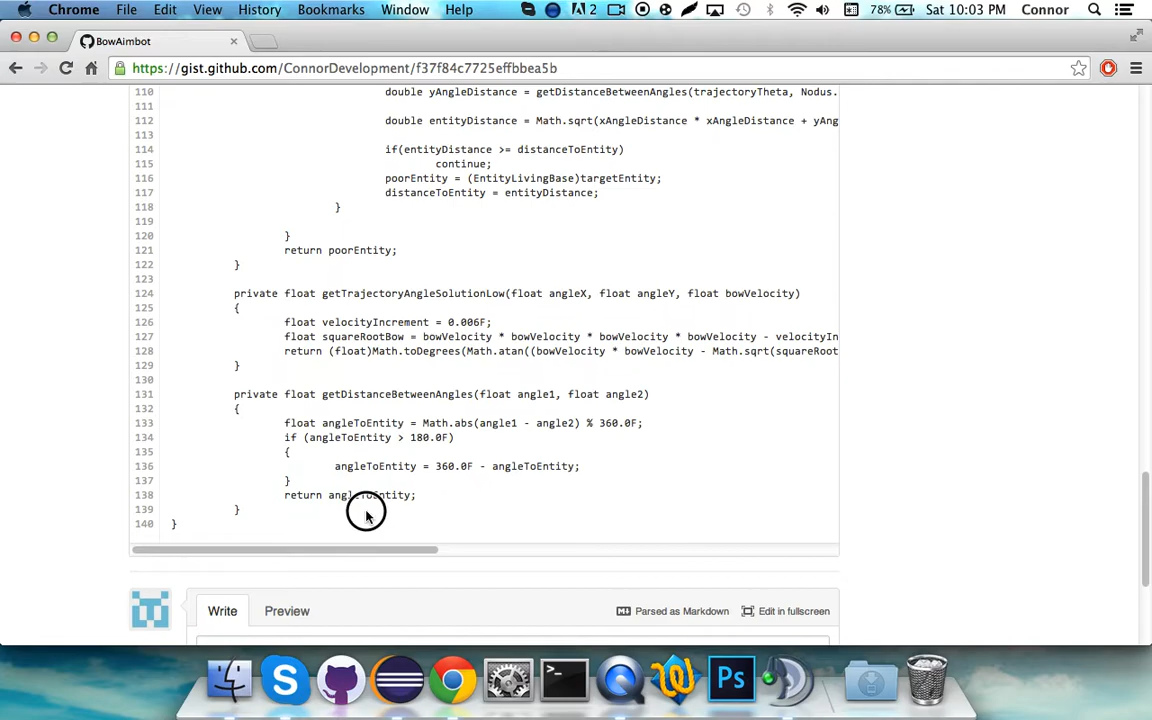 Chrome File Edit View History Bookmarks Window Help 2 78% Sat 10:03 PM Connor
BowAimbot
https://gist.github.com/ConnorDevelopment/f37f84c7725effbbea5b
110 double yAngleDistance = getDistanceBetweenAngles(trajectoryTheta, Nodus.
111
112 double entityDistance = Math.sqrt(xAngleDistance * xAngleDistance + yAng
113
114 if(entityDistance >= distanceToEntity)
115 continue;
116 poorEntity = (EntityLivingBase)targetEntity;
117 distanceToEntity = entityDistance;
118 }
119
120 }
121 return poorEntity;
122 }
123
124 private float getTrajectoryAngleSolutionLow(float angleX, float angleY, float bowVelocity)
125 {
126 float velocityIncrement = 0.006F;
127 float squareRootBow = bowVelocity * bowVelocity * bowVelocity * bowVelocity - velocityIn
128 return (float)Math.toDegrees(Math.atan((bowVelocity * bowVelocity - Math.sqrt(squareRoot
129 }
130
131 private float getDistanceBetweenAngles(float angle1, float angle2)
132 {
133 float angleToEntity = Math.abs(angle1 - angle2) % 360.0F;
134 if (angleToEntity > 180.0F)
135 {
136 angleToEntity = 360.0F - angleToEntity;
137 }
138 return angleToEntity;
139 }
140 }
Write Preview Parsed as Markdown Edit in fullscreen
Ps